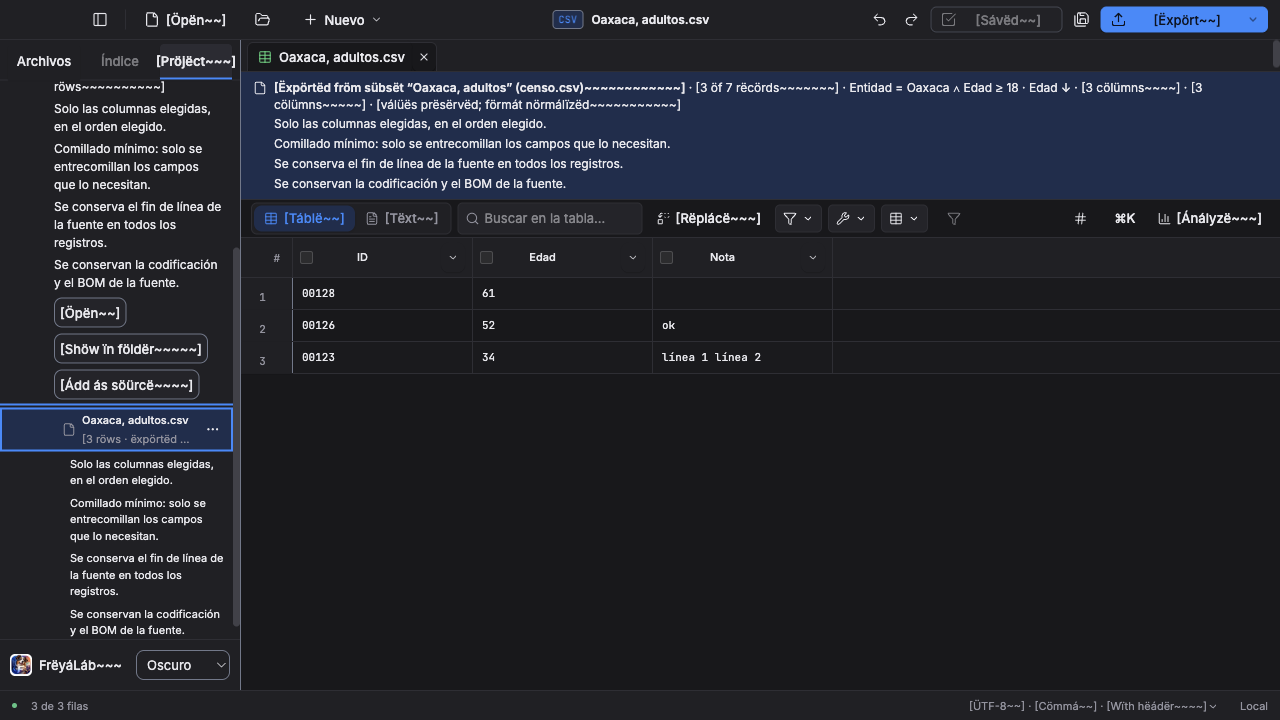 [Öpën~~]
Nuevo
CSV Oaxaca, adultos.csv
[Sávëd~~]
[Ëxpört~~]
Archivos Índice [Pröjëct~~~]
röws~~~~~~~~~~]
Solo las columnas elegidas,
en el orden elegido.
Comillado mínimo: solo se
entrecomillan los campos
que lo necesitan.
Se conserva el fin de línea de
la fuente en todos los
registros.
Se conservan la codificación
y el BOM de la fuente.
[Öpën~~]
[Shöw ïn földër~~~~~]
[Ádd ás söürcë~~~~]
Oaxaca, adultos.csv
[3 röws · ëxpörtëd ...
Solo las columnas elegidas,
en el orden elegido.
Comillado mínimo: solo se
entrecomillan los campos
que lo necesitan.
Se conserva el fin de línea de
la fuente en todos los
registros.
Se conservan la codificación
y el BOM de la fuente.
FrëyáLáb~~~ Oscuro
Oaxaca, adultos.csv
[Ëxpörtëd fröm sübsët “Oaxaca, adultos” (censo.csv)~~~~~~~~~~~~] · [3 öf 7 rëcörds~~~~~~~] · Entidad = Oaxaca ∧ Edad ≥ 18 · Edad ↓ · [3 cölümns~~~~] · [3
cölümns~~~~~] · [válüës prësërvëd; förmát nörmálïzëd~~~~~~~~~~~]
Solo las columnas elegidas, en el orden elegido.
Comillado mínimo: solo se entrecomillan los campos que lo necesitan.
Se conserva el fin de línea de la fuente en todos los registros.
Se conservan la codificación y el BOM de la fuente.
[Táblë~~] [Tëxt~~] Buscar en la tabla... [Rëplácë~~~] # ⌘K [Ánályzë~~~]
# ID Edad Nota
1 00128 61
2 00126 52 ok
3 00123 34 línea 1 línea 2
3 de 3 filas
[ÜTF-8~~] · [Cömmá~~] · [Wïth hëádër~~~~] Local